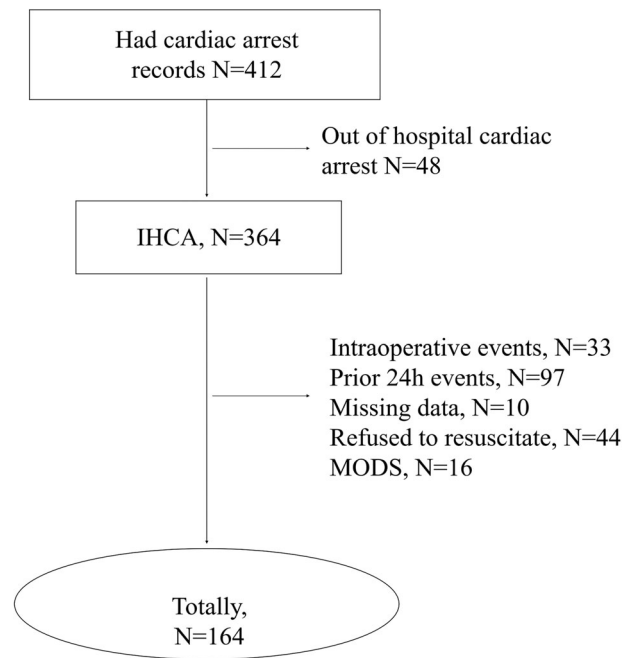 Had cardiac arrest
records N=412
Out of hospital cardiac
arrest N=48
IHCA, N=364
Intraoperative events, N=33
Prior 24h events, N=97
Missing data, N=10
Refused to resuscitate, N=44
MODS, N=16
Totally,
N=164